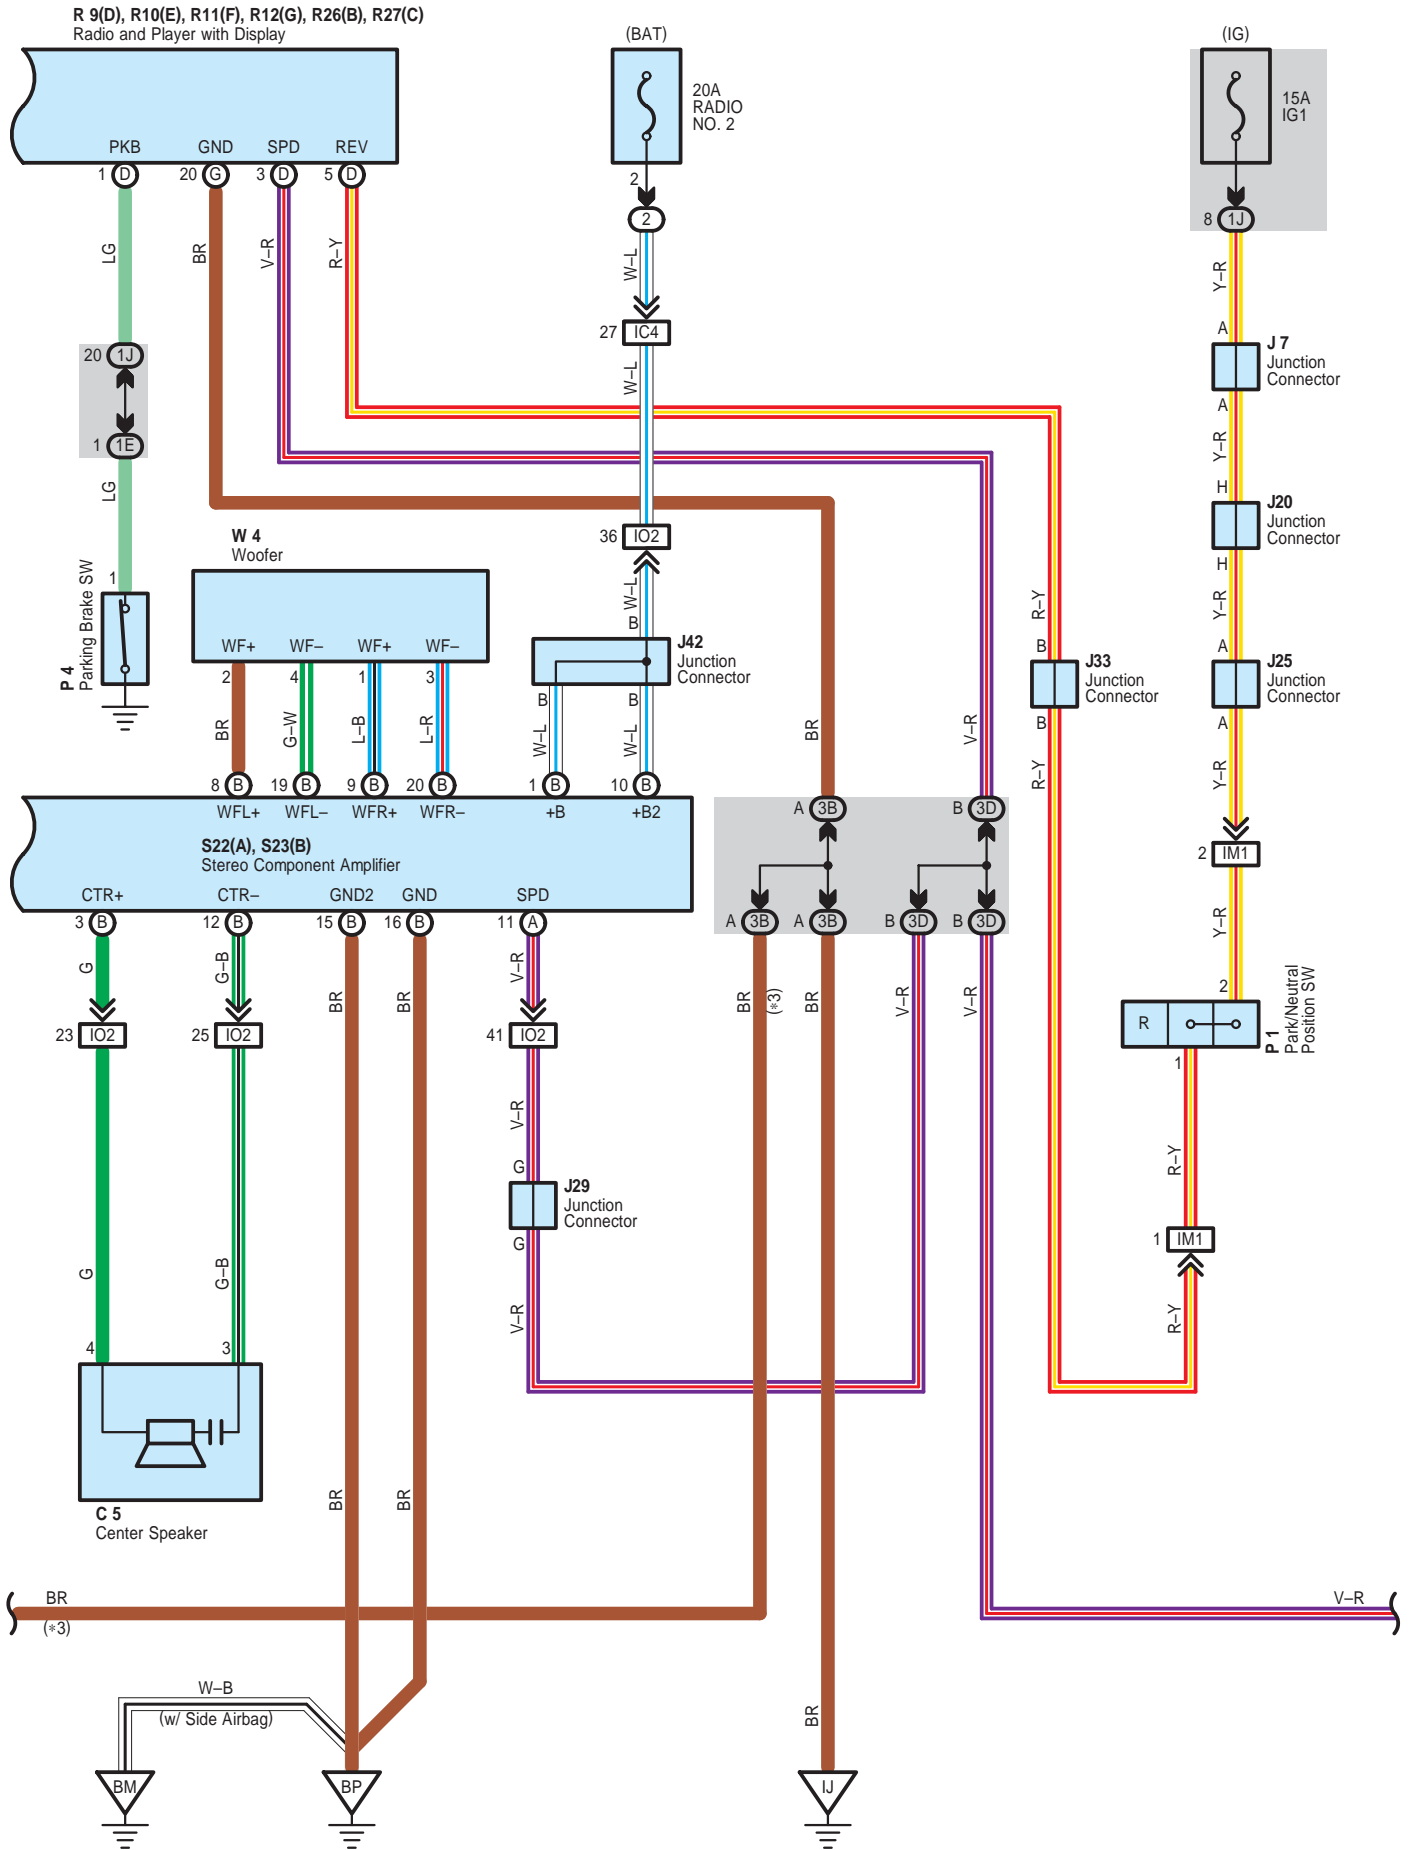 R 9(D), R10(E), R11(F), R12(G), R26(B), R27(C)
Radio and Player with Display
(BAT)
(IG)
20A
RADIO
NO. 2
15A
IG1
PKB GND SPD REV
1 D 20 G 3 D 5 D
2
2
8 1J
LG BR V–R R–Y W–L Y–R
27 IC4
A
J 7
Junction
Connector
A
20 1J
W–L
1 1E
Y–R
LG
H
J20
Junction
Connector
H
36 IO2
W 4
Woofer
1
P 4
Parking Brake SW
W–L
R–Y
Y–R
B
B
A
WF+ WF– WF+ WF–
J42
Junction
Connector
J33
Junction
Connector
J25
Junction
Connector
2 4 1 3
B B
B
A
BR G–W L–B L–R W–L W–L BR V–R R–Y Y–R
8 B 19 B 9 B 20 B 1 B 10 B
WFL+ WFL– WFR+ WFR– +B +B2
A 3B B 3D
S22(A), S23(B)
Stereo Component Amplifier
2 IM1
CTR+ CTR– GND2 GND SPD
3 B 12 B 15 B 16 B 11 A
A 3B A 3B B 3D B 3D
Y–R
G G–B BR BR V–R BR (*3) BR V–R V–R
2
R
P 1
Park/Neutral
Position SW
23 IO2 25 IO2 41 IO2
1
V–R
R–Y
G
J29
Junction
Connector
G
1 IM1
G G–B V–R R–Y
4 3
C 5
Center Speaker
BR BR
BR
(*3)
V–R
W–B
(w/ Side Airbag)
BR
BM BP IJ